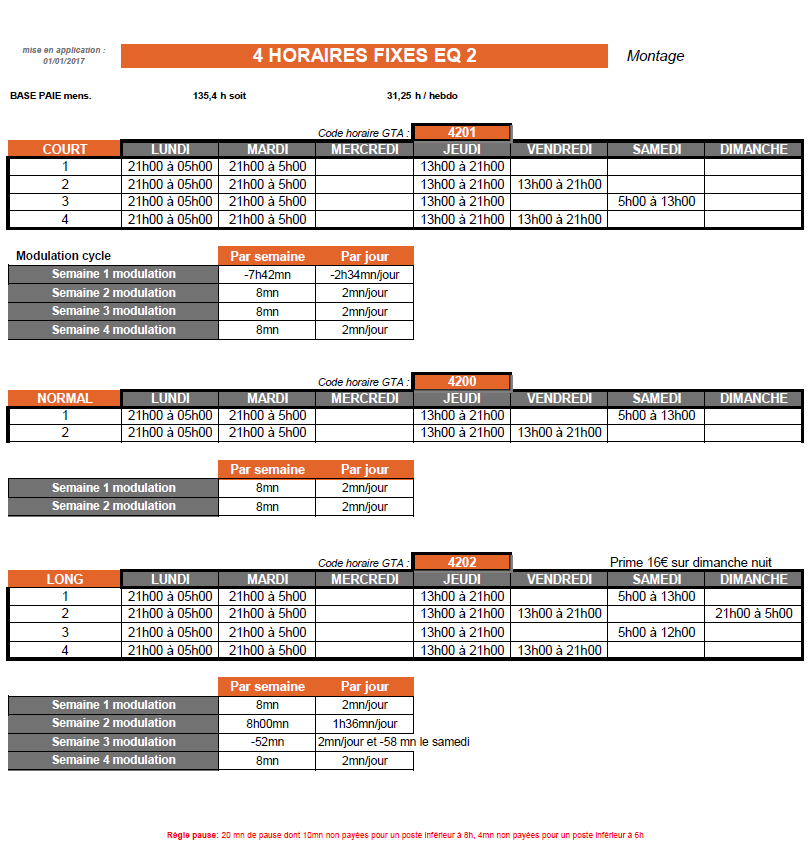 mise en application :
01/01/2017
4 HORAIRES FIXES EQ 2
Montage
BASE PAIE mens. 135,4 h soit 31,25 h / hebdo
Code horaire GTA : 4201
COURT LUNDI MARDI MERCREDI JEUDI VENDREDI SAMEDI DIMANCHE
1 21h00 à 05h00 21h00 à 5h00 13h00 à 21h00
2 21h00 à 05h00 21h00 à 5h00 13h00 à 21h00 13h00 à 21h00
3 21h00 à 05h00 21h00 à 5h00 13h00 à 21h00 5h00 à 13h00
4 21h00 à 05h00 21h00 à 5h00 13h00 à 21h00 13h00 à 21h00
Modulation cycle Par semaine Par jour
Semaine 1 modulation -7h42mn -2h34mn/jour
Semaine 2 modulation 8mn 2mn/jour
Semaine 3 modulation 8mn 2mn/jour
Semaine 4 modulation 8mn 2mn/jour
Code horaire GTA : 4200
NORMAL LUNDI MARDI MERCREDI JEUDI VENDREDI SAMEDI DIMANCHE
1 21h00 à 05h00 21h00 à 5h00 13h00 à 21h00 5h00 à 13h00
2 21h00 à 05h00 21h00 à 5h00 13h00 à 21h00 13h00 à 21h00
Par semaine Par jour
Semaine 1 modulation 8mn 2mn/jour
Semaine 2 modulation 8mn 2mn/jour
Code horaire GTA : 4202 Prime 16€ sur dimanche nuit
LONG LUNDI MARDI MERCREDI JEUDI VENDREDI SAMEDI DIMANCHE
1 21h00 à 05h00 21h00 à 5h00 13h00 à 21h00 5h00 à 13h00
2 21h00 à 05h00 21h00 à 5h00 13h00 à 21h00 13h00 à 21h00 21h00 à 5h00
3 21h00 à 05h00 21h00 à 5h00 13h00 à 21h00 5h00 à 12h00
4 21h00 à 05h00 21h00 à 5h00 13h00 à 21h00 13h00 à 21h00
Par semaine Par jour
Semaine 1 modulation 8mn 2mn/jour
Semaine 2 modulation 8h00mn 1h36mn/jour
Semaine 3 modulation -52mn 2mn/jour et -58 mn le samedi
Semaine 4 modulation 8mn 2mn/jour
Règle pause: 20 mn de pause dont 10mn non payées pour un poste inférieur à 8h, 4mn non payées pour un poste inférieur à 6h